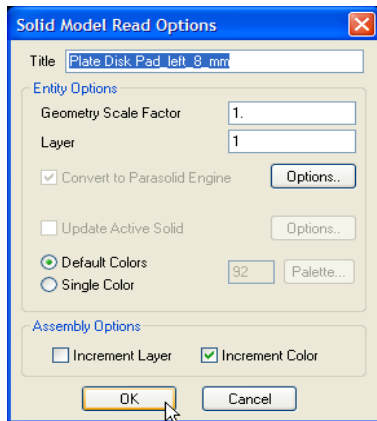 Solid Model Read Options
Title Plate Disk Pad_left_8_mm
Entity Options
Geometry Scale Factor 1.
Layer 1
Convert to Parasolid Engine Options..
Update Active Solid Options..
Default Colors
92 Palette...
Single Color
Assembly Options
Increment Layer Increment Color
OK Cancel